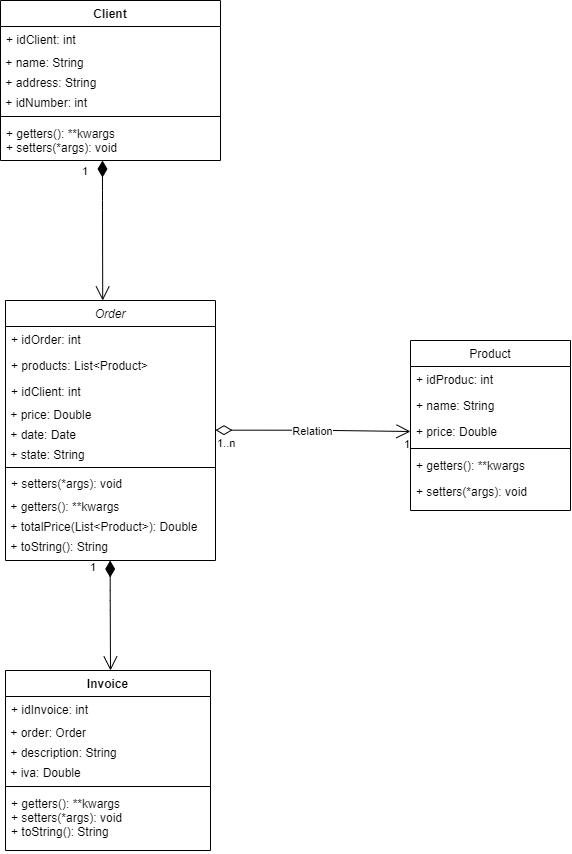 Client
+ idClient: int
+ name: String
+ address: String
+ idNumber: int
+ getters(): **kwargs
+ setters(*args): void
1
Order
+ idOrder: int
+ products: List<Product>
+ idClient: int
+ price: Double
+ date: Date
+ state: String
+ setters(*args): void
+ getters(): **kwargs
+ totalPrice(List<Product>): Double
+ toString(): String
1..n
Relation
1
Product
+ idProduc: int
+ name: String
+ price: Double
+ getters(): **kwargs
+ setters(*args): void
1
Invoice
+ idInvoice: int
+ order: Order
+ description: String
+ iva: Double
+ getters(): **kwargs
+ setters(*args): void
+ toString(): String